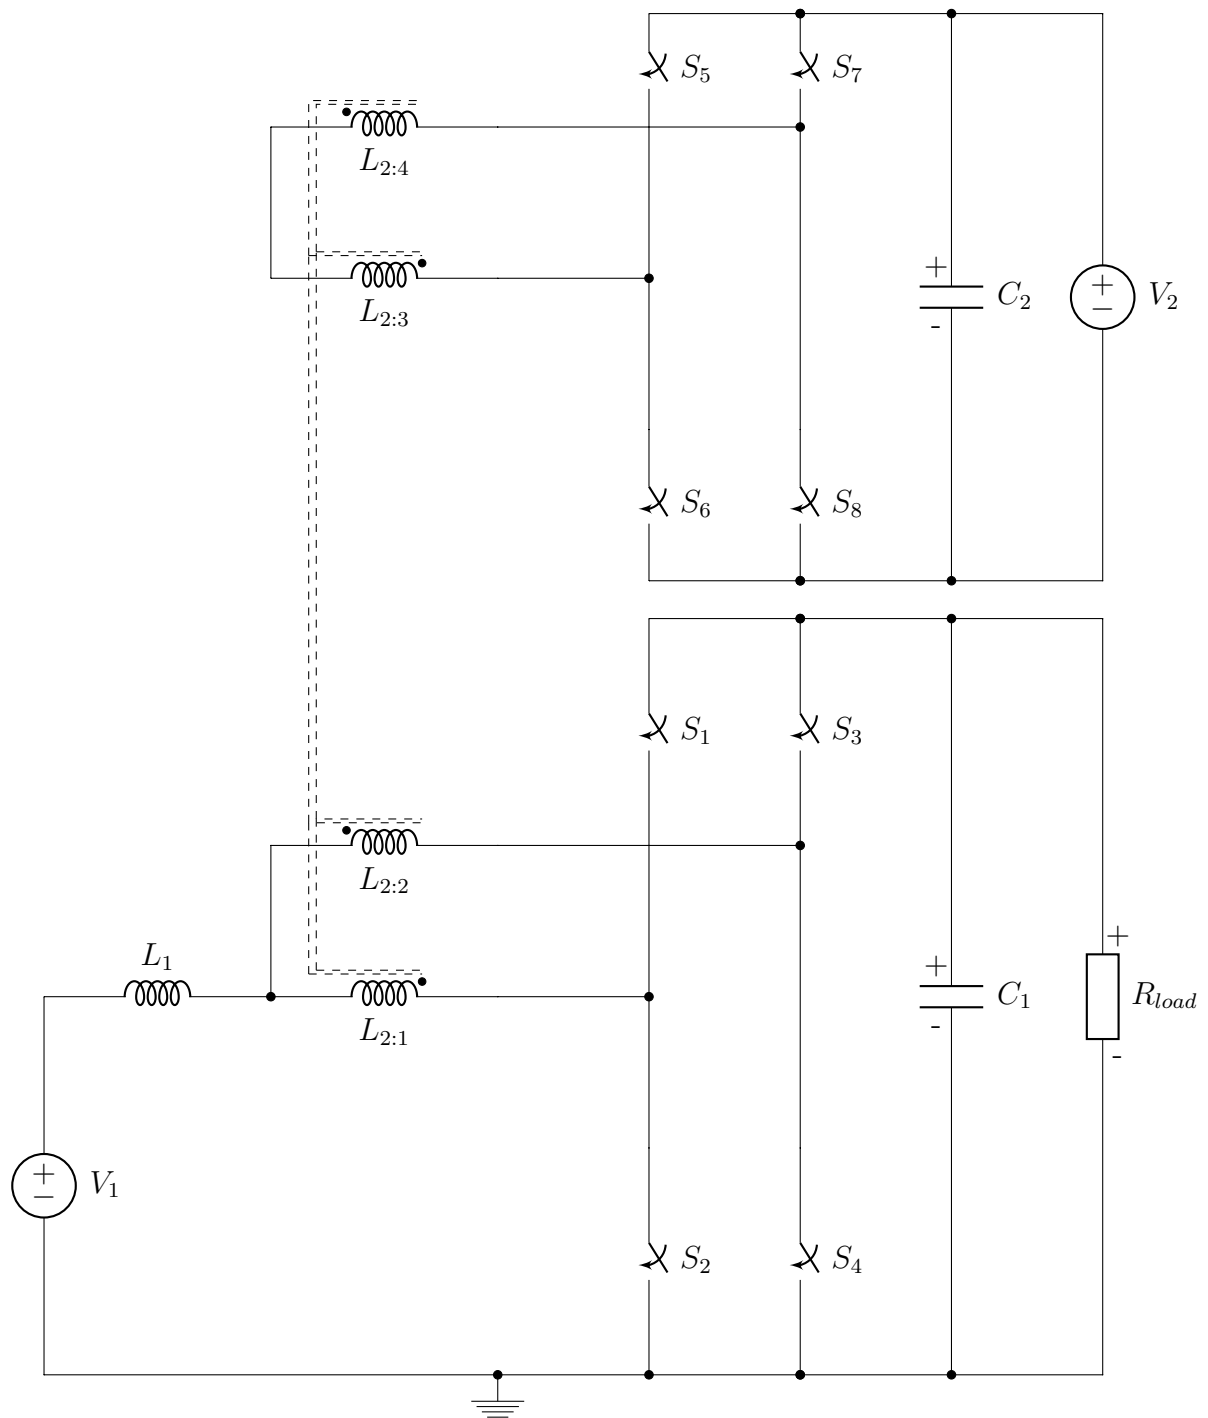 S5 S7
L2:4
L2:3
+ C2
-
+ V2
−
S6 S8
S1 S3
L2:2
L1
L2:1
+ C1
-
+
Rload
-
+ V1
−
S2 S4